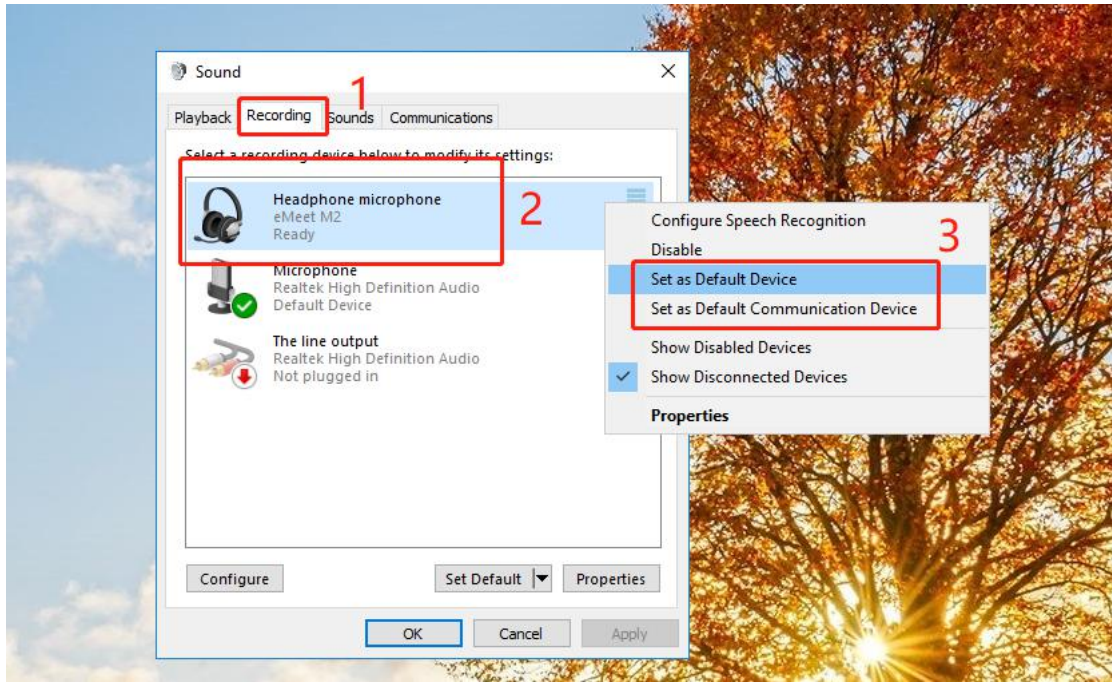 Sound
1
Playback Recording Sounds Communications
Select a recording device below to modify its settings:
Headphone microphone
eMeet M2
Ready
2
Microphone
Realtek High Definition Audio
Default Device
The line output
Realtek High Definition Audio
Not plugged in
Configure Speech Recognition
Disable
3
Set as Default Device
Set as Default Communication Device
Show Disabled Devices
Show Disconnected Devices
Properties
Configure Set Default Properties
OK Cancel Apply